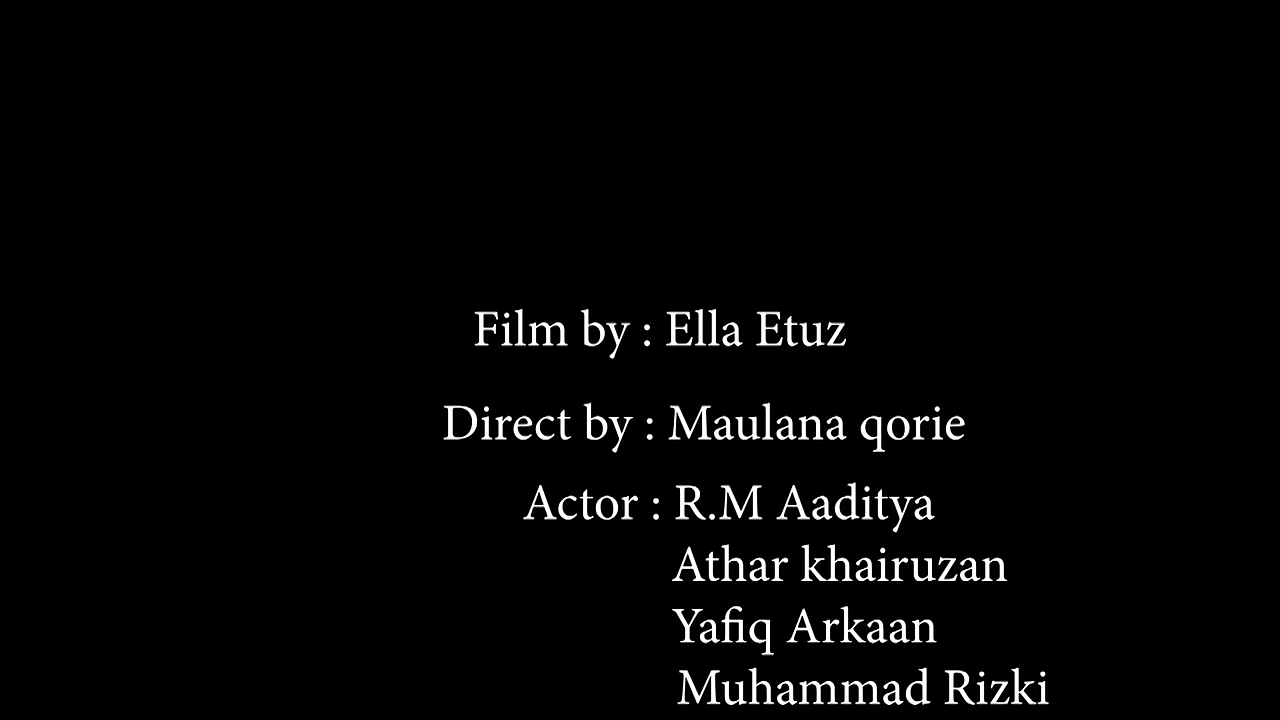 Film by : Ella Etuz
Direct by : Maulana qorie
Actor : R.M Aaditya
Athar khairuzan
Yafiq Arkaan
Muhammad Rizki